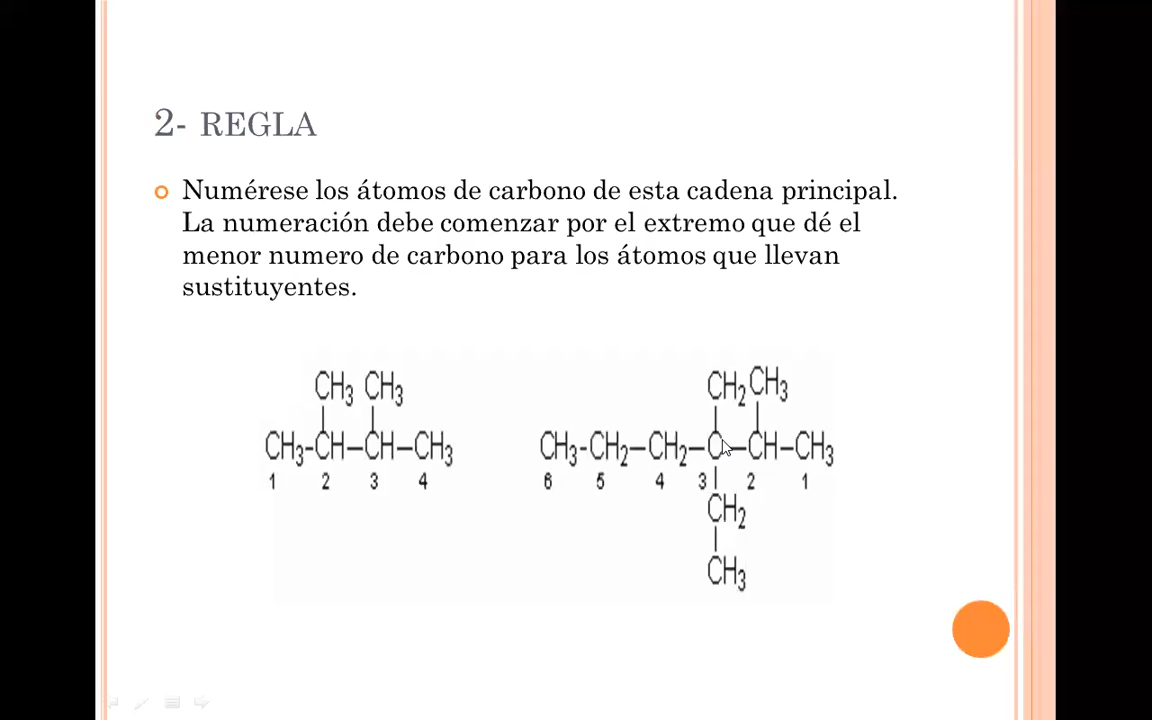 2- REGLA
Numérese los átomos de carbono de esta cadena principal.
La numeración debe comenzar por el extremo que dé el
menor numero de carbono para los átomos que llevan
sustituyentes.
CH3 CH3
CH3-CH–CH–CH3
1 2 3 4
CH2 CH3
CH3-CH2–CH2–C–CH–CH3
6 5 4 3 2 1
CH2
CH3